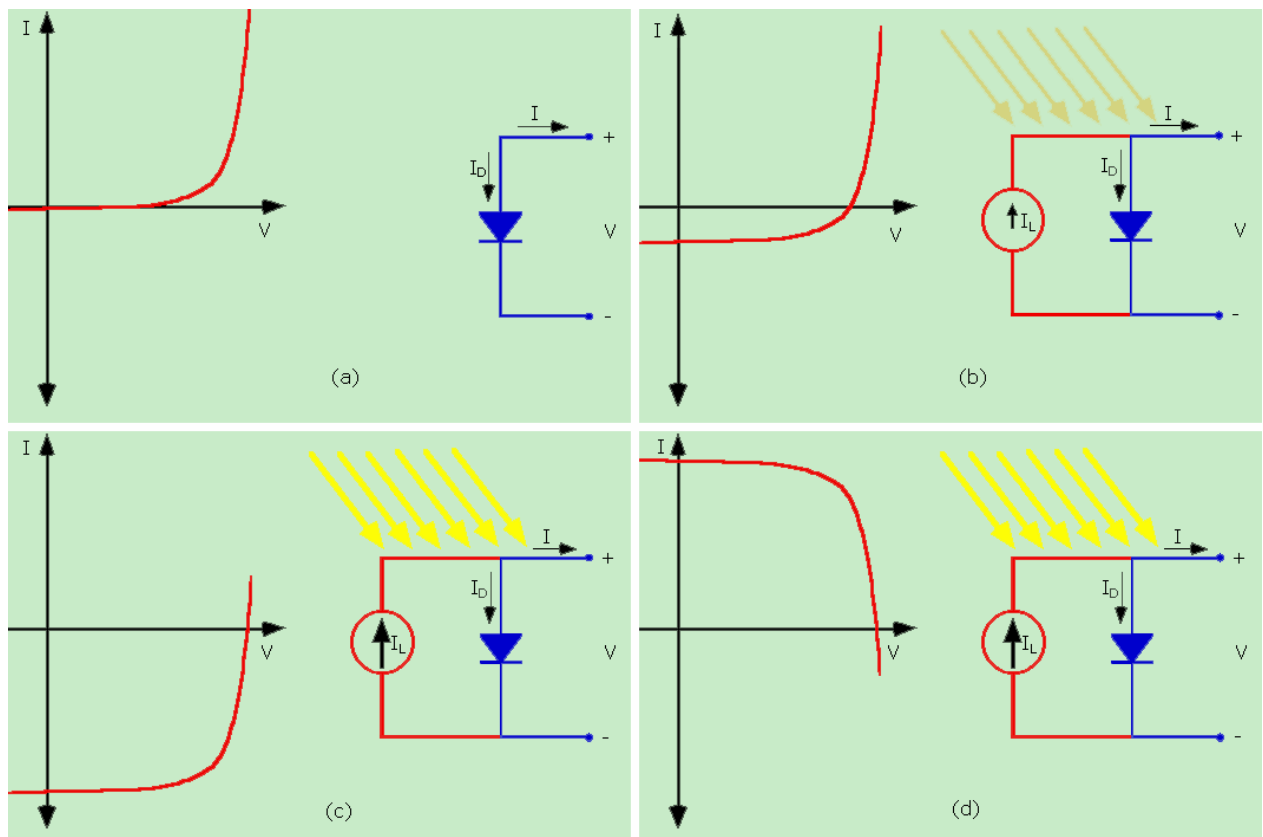 I
I
+
I_D
V
V
-
(a)
I
I
+
I_D
I_L
V
V
-
(b)
I
I
+
I_D
I_L
V
V
-
(c)
I
I
+
I_D
I_L
V
V
-
(d)